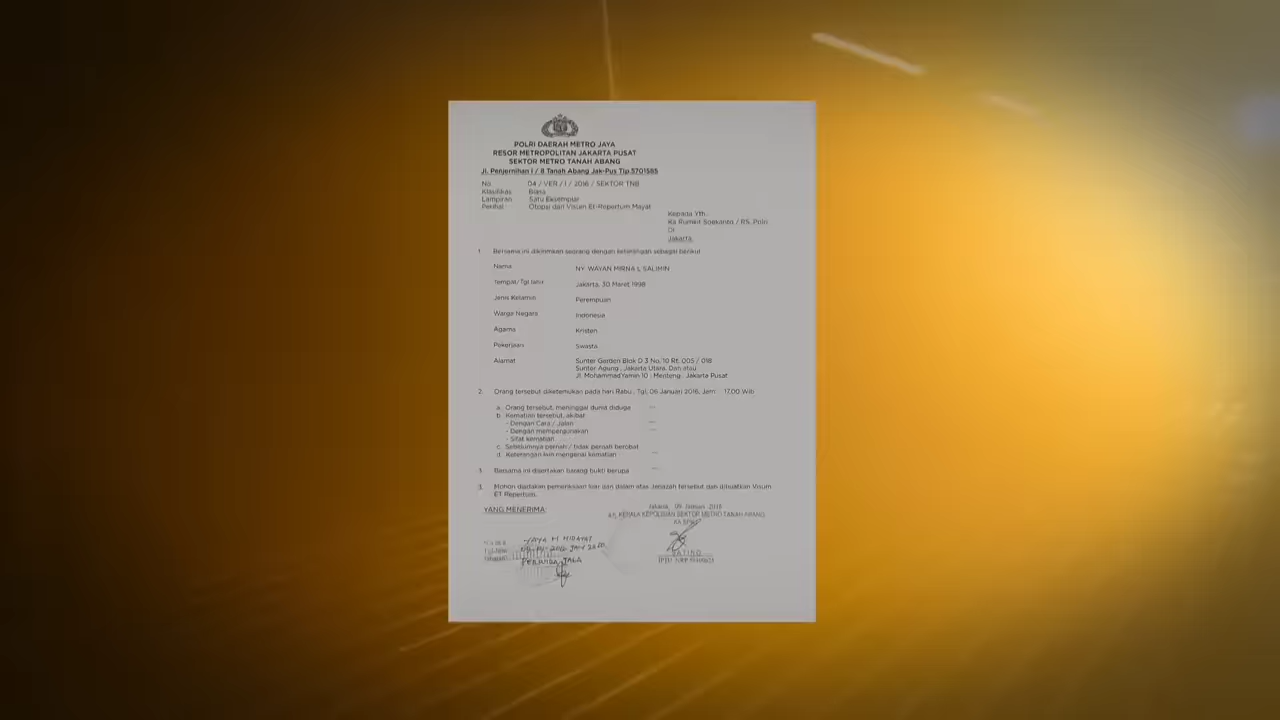 POLRI DAERAH METRO JAYA
RESOR METROPOLITAN JAKARTA PUSAT
SEKTOR METRO TANAH ABANG
Jl. Penjernihan I / 8 Tanah Abang Jak-Pus Tlp.5701585
No. 04 / VER / I / 2016 / SEKTOR TNB
Klasifikas Biasa
Lampiran Satu Eksemplar
Perihal Otopsi dan Visum Et-Repertum Mayat
Kepada Yth
Ka Rumkit Soekanto / RS. Polri
Di
Jakarta.
1. Bersama ini dikirimkan seorang dengan keterangan sebagai berikut
Nama NY WAYAN MIRNA L SALIMIN
Tempat/ Tgl lahir Jakarta, 30 Maret 1998
Jenis Kelamin Perempuan
Warga Negara Indonesia
Agama Kristen
Pekerjaan Swasta
Alamat Sunter Garden Blok D 3 No, 10 Rt. 005 / 018
Sunter Agung, Jakarta Utara. Dan atau
Jl. Mohammad Yamin 10 : Menteng, Jakarta Pusat
2. Orang tersebut diketemukan pada hari Rabu, Tgl, 06 Januari 2016, Jam : 17.00 Wib
a. Orang tersebut, meninggal dunia diduga ---
b. Kematian tersebut, akibat
- Dengan Cara / Jalan ---
- Dengan mempergunakan ---
- Sifat kematian
c. Sebelumnya pernah / tidak pernah berobat
d. Keterangan lain mengenai kematian ---
3. Bersama ini disertakan barang bukti berupa ---
3. Mohon diadakan pemeriksaan luar dan dalam atas Jenazah tersebut dan dibuatkan Visum
ET Repertum.
YANG MENERIMA:
Jakarta, 09 Januari 2016
KEPALA KEPOLISIAN SEKTOR METRO TANAH ABANG
HIDAYAT